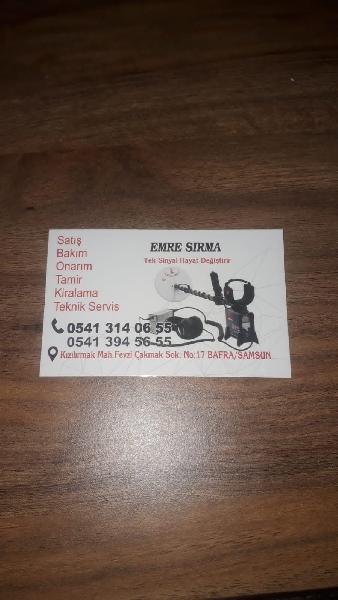 Satış
Bakım
Onarım
Tamir
Kiralama
Teknik Servis
EMRE SIRMA
Tek Sinyal Hayat Değiştirir
0541 314 06 55
0541 394 56 55
Kızılırmak Mah.Fevzi Çakmak Sok. No:17 BAFRA/SAMSUN